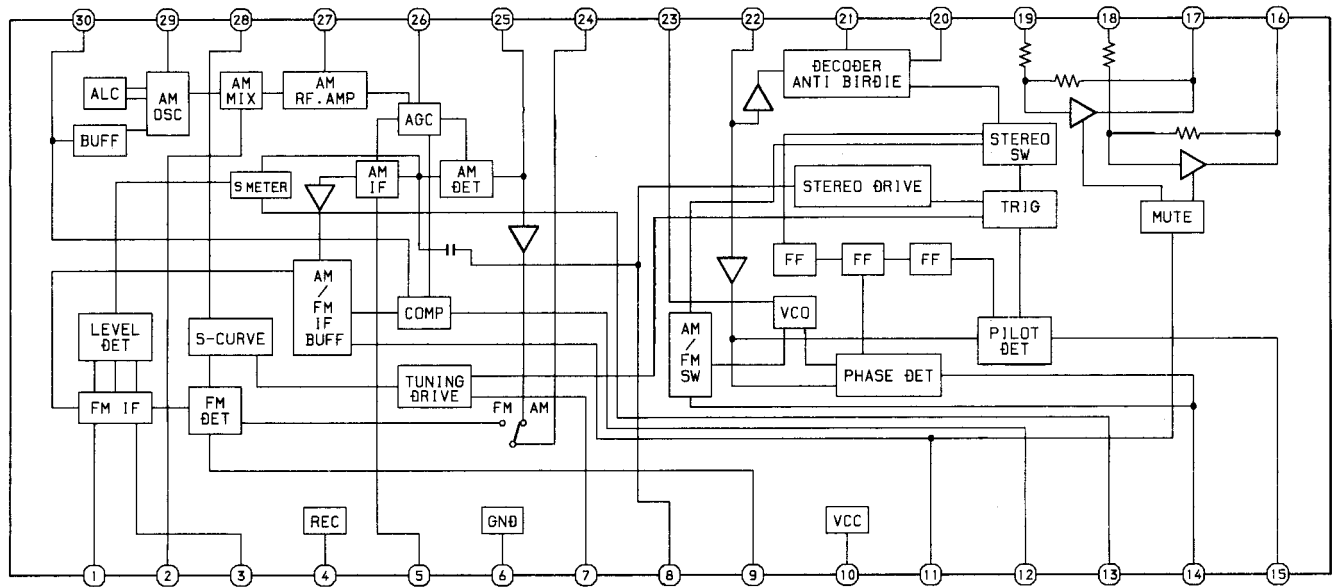 30 29 28 27 26 25 24 23 22 21 20 19 18 17 16
ALC
AM
OSC
AM
MIX
AM
RF.AMP
DECODER
ANTI BIRDIE
AGC
BUFF
STEREO
SW
S METER
AM
IF
AM
DET
STEREO DRIVE
TRIG
MUTE
FF
FF
FF
AM
/
FM
IF
BUFF
COMP
VCO
LEVEL
DET
S-CURVE
AM
/
FM
SW
PILOT
DET
PHASE DET
TUNING
DRIVE
FM IF
FM
DET
FM AM
REC
GND
VCC
1 2 3 4 5 6 7 8 9 10 11 12 13 14 15